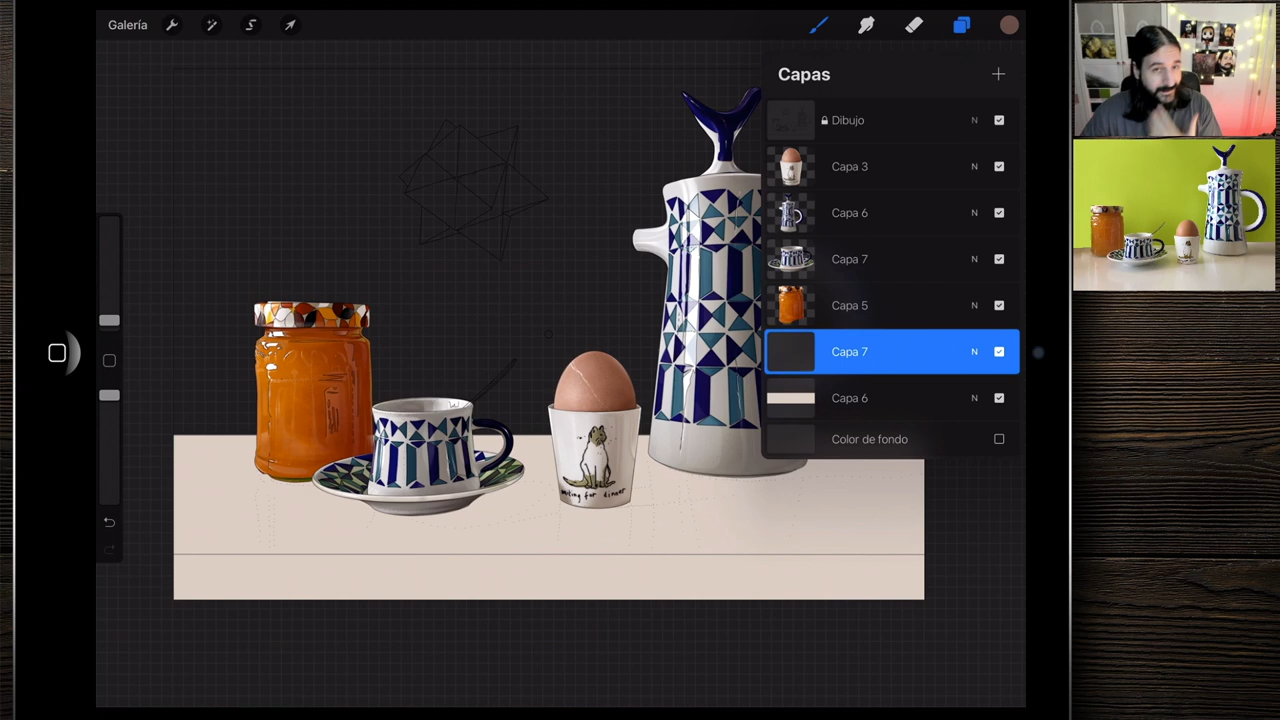 Galería
Capas
Dibujo N
Capa 3 N
Capa 6 N
Capa 7 N
Capa 5 N
Capa 7 N
Capa 6 N
Color de fondo
waiting for dinner